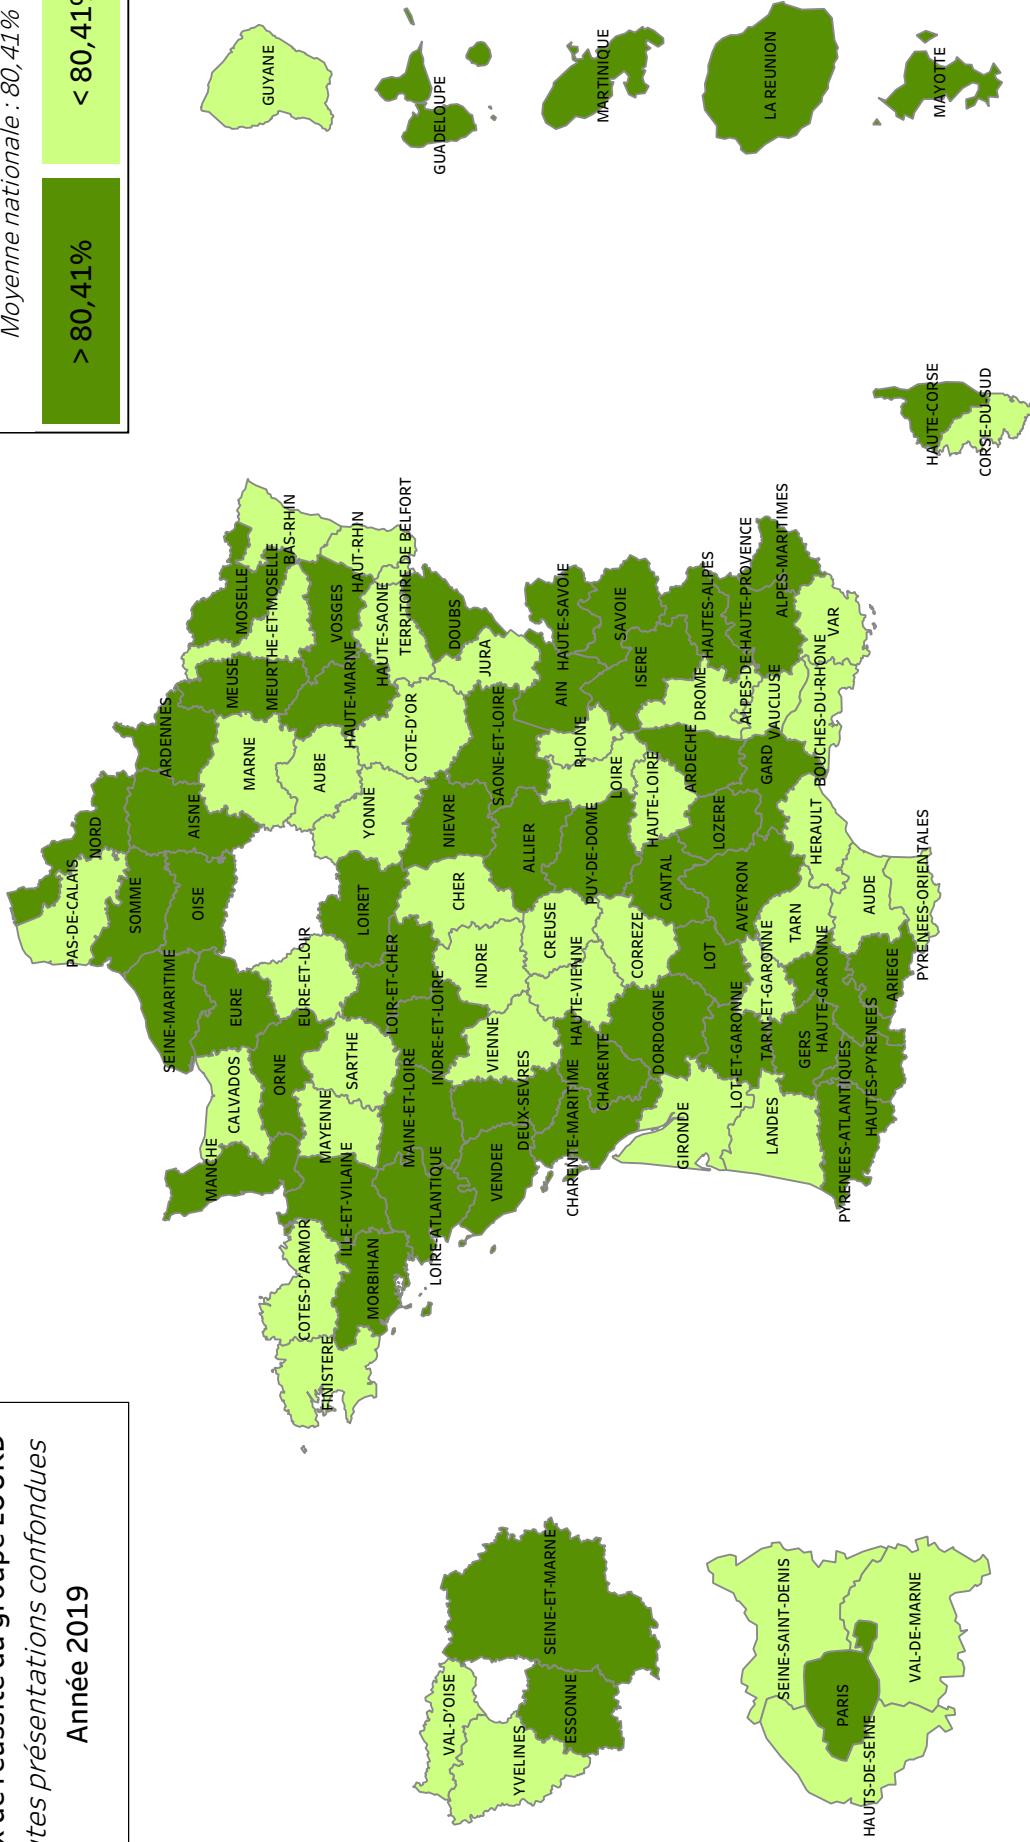 réussite du groupe LOURD
présentations confondues
Année 2019
Moyenne nationale : 80,41%
> 80,41%
< 80,41%
PAS-DE-CALAIS
NORD
SOMME
SEINE-MARITIME
OISE
AISNE
ARDENNES
MANCHE
CALVADOS
EURE
ORNE
EURE-ET-LOIR
MARNE
MEUSE
MOSELLE
MEURTHE-ET-MOSELLE
BAS-RHIN
FINISTERE
COTES-D'ARMOR
MORBIHAN
ILLE-ET-VILAINE
MAYENNE
SARTHE
LOIRET
AUBE
HAUTE-MARNE
VOSGES
HAUT-RHIN
YONNE
LOIR-ET-CHER
COTE-D'OR
HAUTE-SAONE
TERRITOIRE DE BELFORT
LOIRE-ATLANTIQUE
MAINE-ET-LOIRE
INDRE-ET-LOIRE
CHER
NIEVRE
DOUBS
JURA
VENDEE
DEUX-SEVRES
VIENNE
INDRE
ALLIER
SAONE-ET-LOIRE
CHARENTE-MARITIME
CHARENTE
HAUTE-VIENNE
CREUSE
PUY-DE-DOME
LOIRE
RHONE
AIN
HAUTE-SAVOIE
SAVOIE
ISERE
CORREZE
CANTAL
HAUTE-LOIRE
GIRONDE
DORDOGNE
LOT
AVEYRON
LOZERE
ARDECHE
DROME
HAUTES-ALPES
LANDES
LOT-ET-GARONNE
TARN-ET-GARONNE
TARN
GARD
VAUCLUSE
ALPES-DE-HAUTE-PROVENCE
ALPES-MARITIMES
PYRENEES-ATLANTIQUES
HAUTES-PYRENEES
GERS
HAUTE-GARONNE
ARIEGE
AUDE
PYRENEES-ORIENTALES
HERAULT
BOUCHES-DU-RHONE
VAR
HAUTE-CORSE
CORSE-DU-SUD
VAL-D'OISE
YVELINES
ESSONNE
SEINE-ET-MARNE
SEINE-SAINT-DENIS
PARIS
HAUTS-DE-SEINE
VAL-DE-MARNE
GUYANE
GUADELOUPE
MARTINIQUE
LA REUNION
MAYOTTE